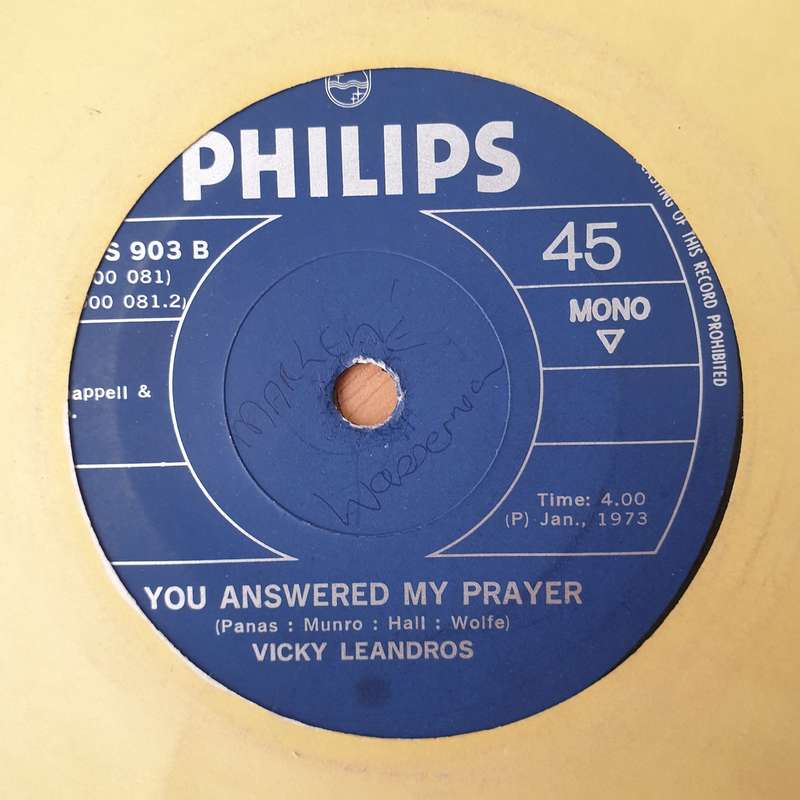 PHILIPS
S 903 B
00 081)
00 081.2)
appell &
45
MONO
OF THIS RECORD PROHIBITED
MARLENE
Time: 4.00
(P) Jan., 1973
YOU ANSWERED MY PRAYER
(Panas : Munro : Hall : Wolfe)
VICKY LEANDROS